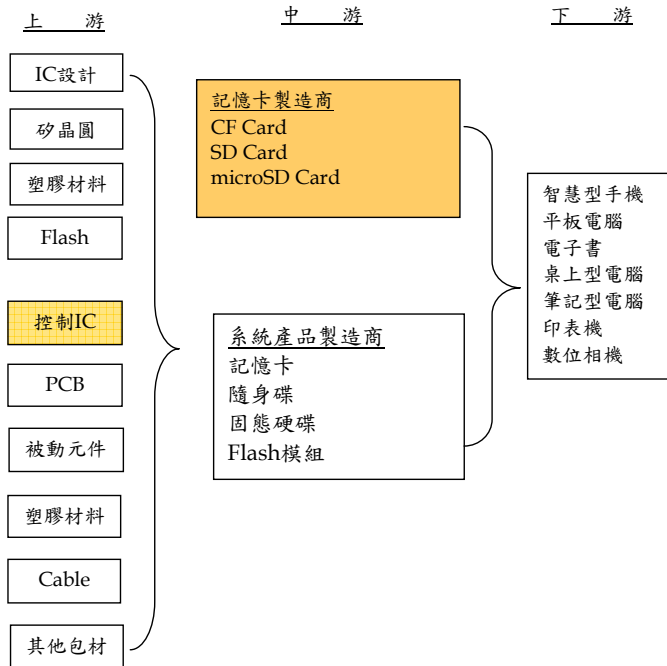 上 游
中 游
下 游
IC設計
矽晶圓
塑膠材料
Flash
控制IC
PCB
被動元件
塑膠材料
Cable
其他包材
記憶卡製造商
CF Card
SD Card
microSD Card
系統產品製造商
記憶卡
隨身碟
固態硬碟
Flash模組
智慧型手機
平板電腦
電子書
桌上型電腦
筆記型電腦
印表機
數位相機